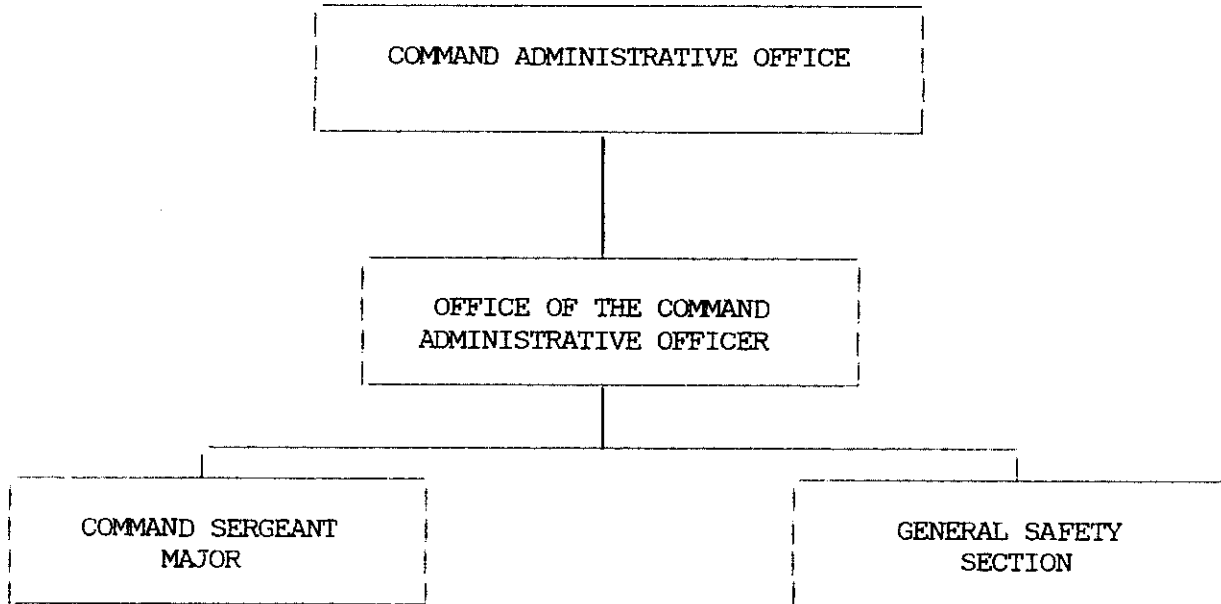 COMMAND ADMINISTRATIVE OFFICE
OFFICE OF THE COMMAND
ADMINISTRATIVE OFFICER
COMMAND SERGEANT
MAJOR
GENERAL SAFETY
SECTION